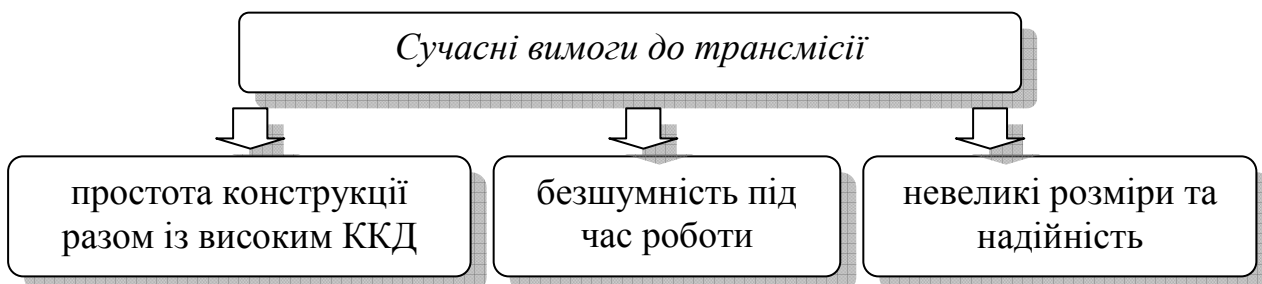 Сучасні вимоги до трансмісії
простота конструкції
разом із високим ККД
безшумність під
час роботи
невеликі розміри та
надійність